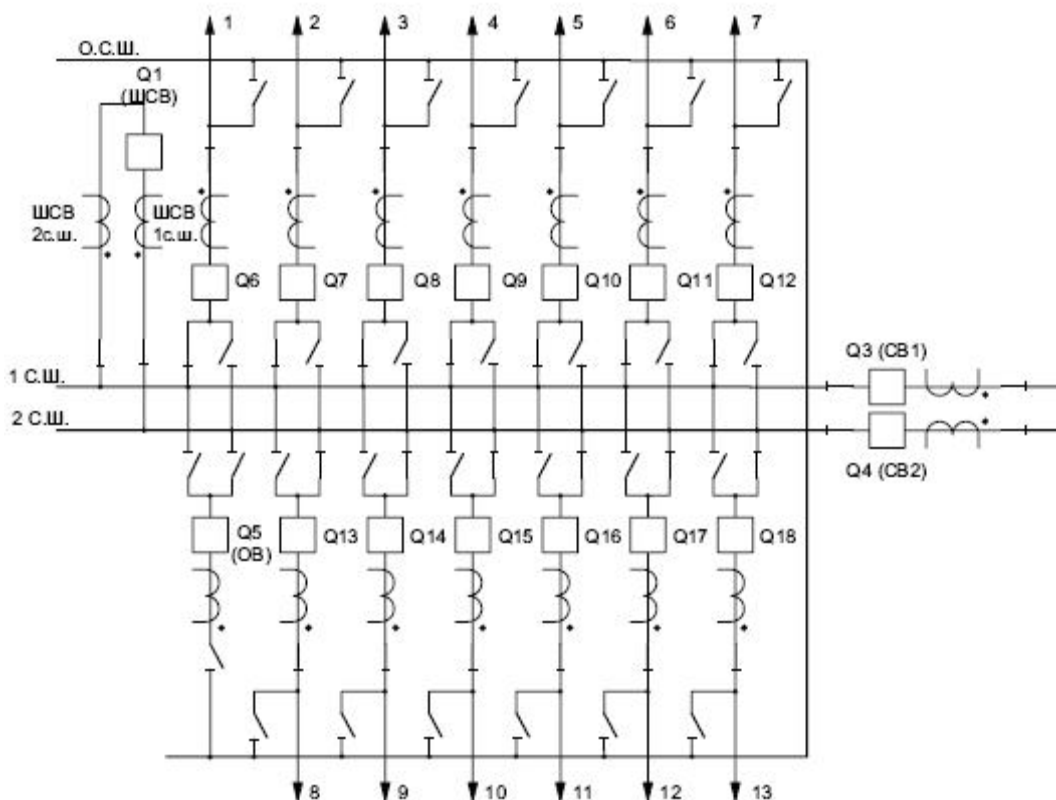 1 2 3 4 5 6 7
О.С.Ш.
Q1
(ШСВ)
ШСВ
2с.ш.
ШСВ
1с.ш.
Q6 Q7 Q8 Q9 Q10 Q11 Q12
Q3 (СВ1)
1 С.Ш.
2 С.Ш.
Q4 (СВ2)
Q5
(ОВ)
Q13 Q14 Q15 Q16 Q17 Q18
8 9 10 11 12 13